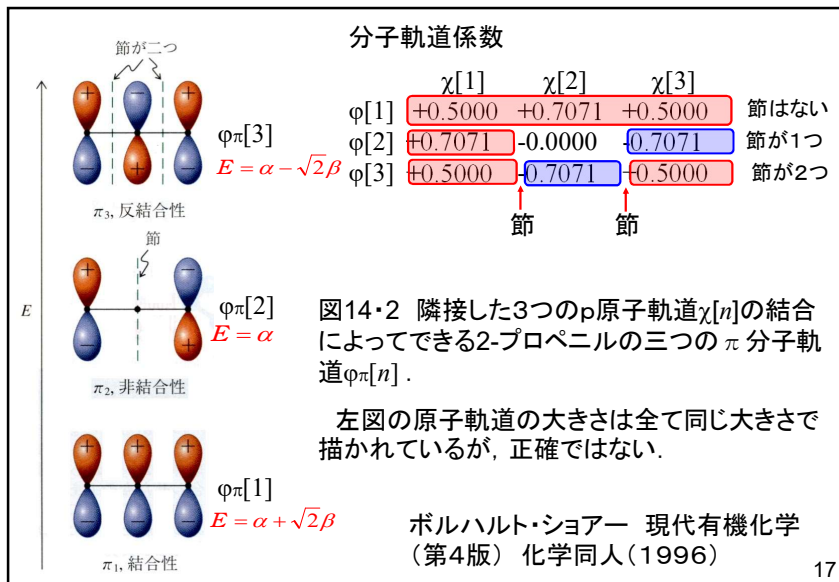 分子軌道係数
χ[1] χ[2] χ[3]
φ[1] +0.5000 +0.7071 +0.5000 節はない
φ[2] +0.7071 -0.0000 -0.7071 節が1つ
φ[3] +0.5000 -0.7071 +0.5000 節が2つ
節 節
節が二つ
+ − +
− + −
φπ[3]
E = α − √2β
π3, 反結合性
節
+ −
− +
φπ[2]
E = α
π2, 非結合性
E
+ + +
− − −
φπ[1]
E = α + √2β
π1, 結合性
図14・2 隣接した3つのp原子軌道χ[n]の結合
によってできる2-プロペニルの三つの π 分子軌
道φπ[n] .
左図の原子軌道の大きさは全て同じ大きさで
描かれているが, 正確ではない.
ボルハルト・ショアー 現代有機化学
(第4版) 化学同人(1996)
17